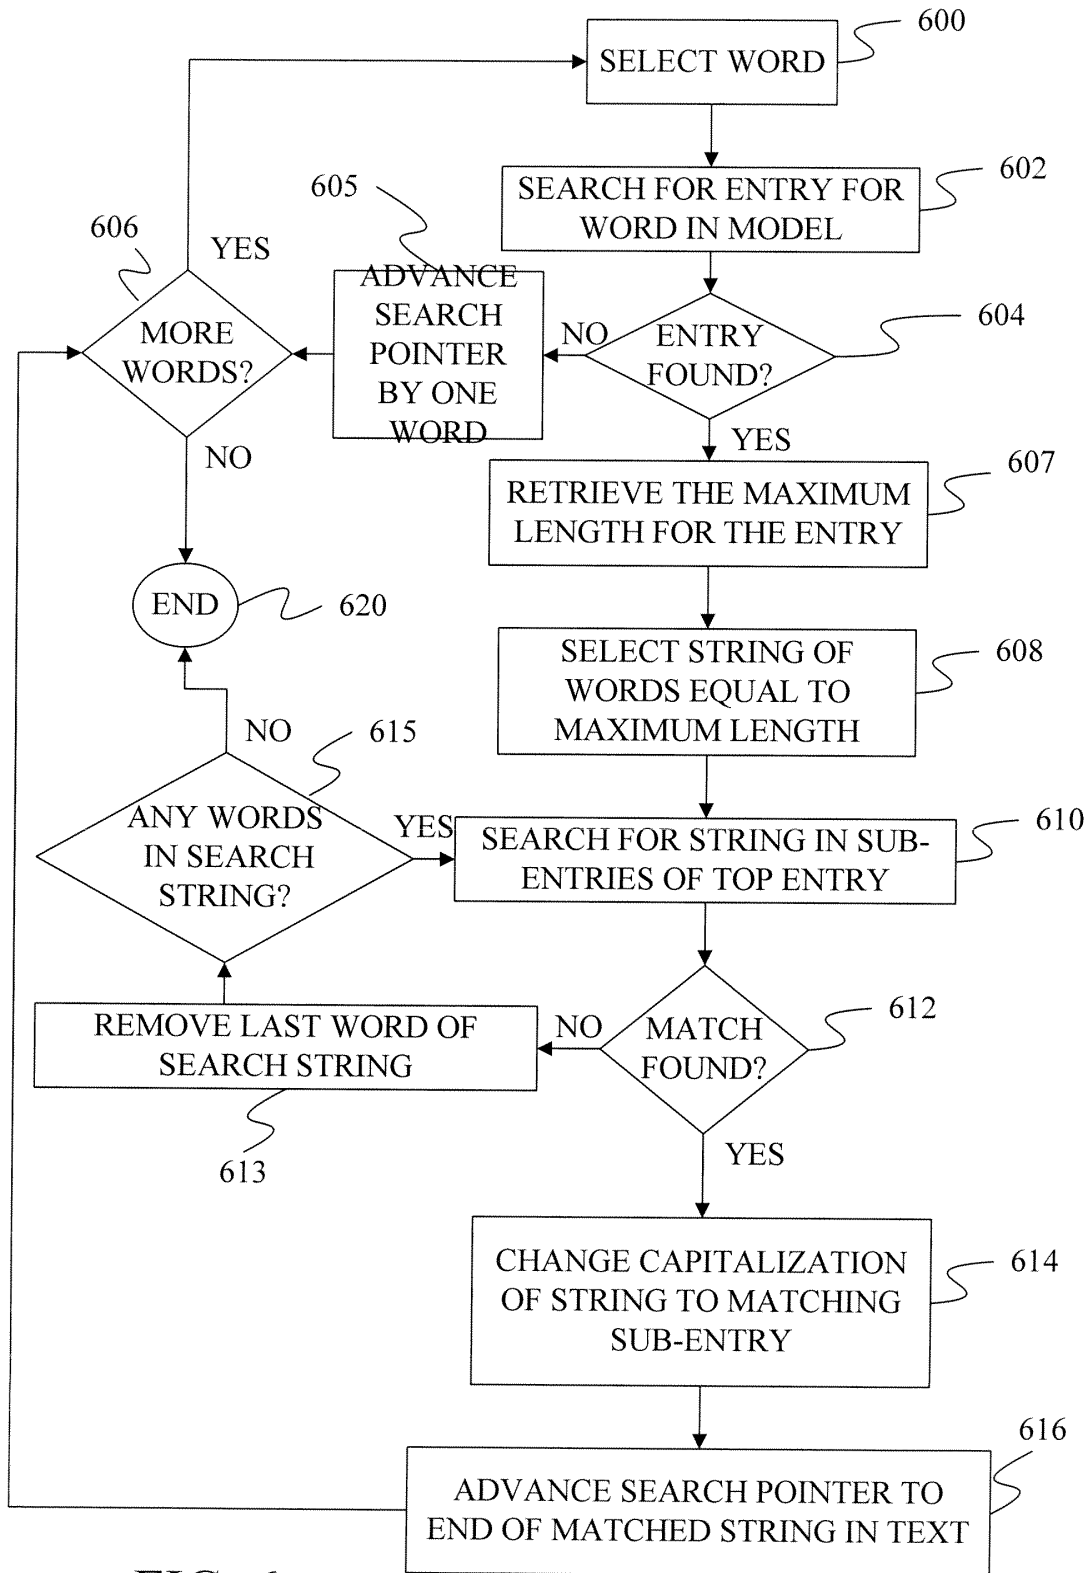 600
SELECT WORD
602
SEARCH FOR ENTRY FOR
WORD IN MODEL
605
606
YES
ADVANCE
SEARCH
POINTER
BY ONE
WORD
604
NO
ENTRY
FOUND?
MORE
WORDS?
NO
YES
607
RETRIEVE THE MAXIMUM
LENGTH FOR THE ENTRY
END
620
608
SELECT STRING OF
WORDS EQUAL TO
MAXIMUM LENGTH
NO
615
ANY WORDS
IN SEARCH
STRING?
YES
610
SEARCH FOR STRING IN SUB-
ENTRIES OF TOP ENTRY
612
NO
MATCH
FOUND?
REMOVE LAST WORD OF
SEARCH STRING
613
YES
614
CHANGE CAPITALIZATION
OF STRING TO MATCHING
SUB-ENTRY
616
ADVANCE SEARCH POINTER TO
END OF MATCHED STRING IN TEXT